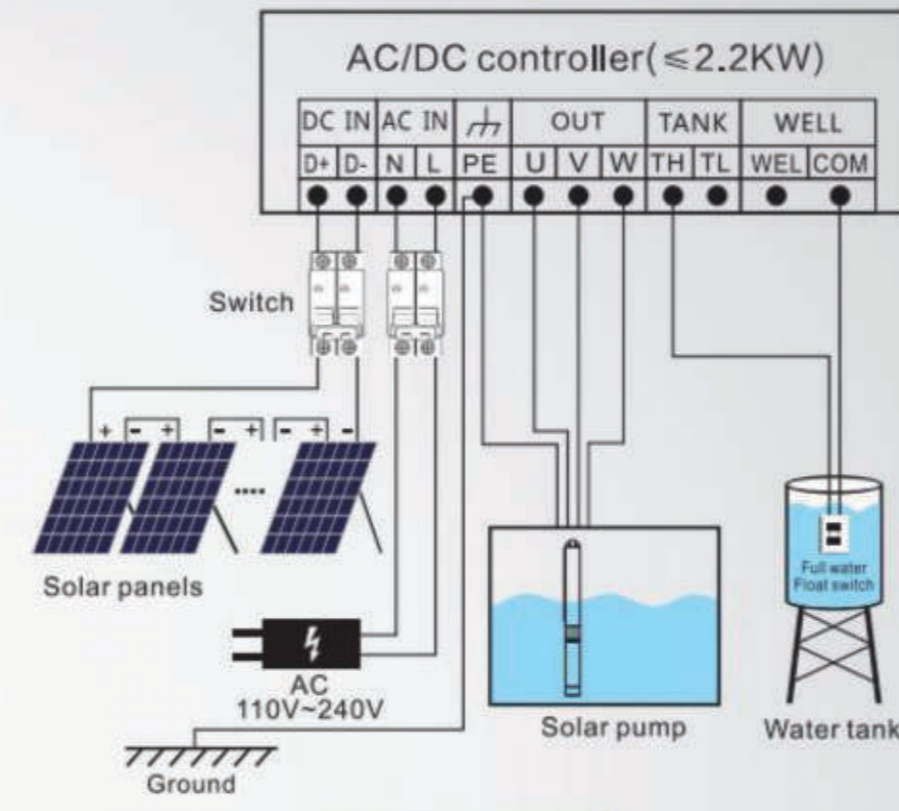 AC/DC controller(≤2.2KW)
DC IN AC IN OUT TANK WELL
D+ D- N L PE U V W TH TL WEL COM
Switch
+ - + - + - + -
Solar panels
Full water
Float switch
AC
110V~240V
Solar pump
Water tank
Ground